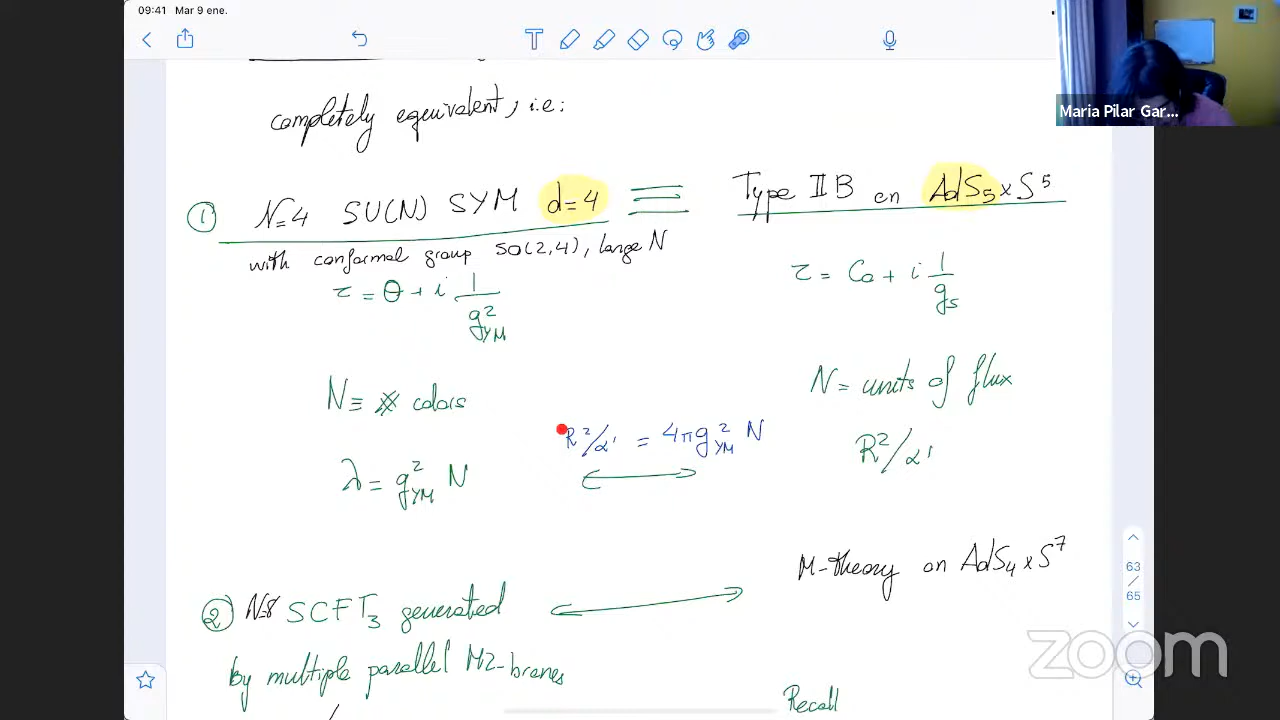 09:41 Mar 9 ene.
Maria Pilar Gar...
completely equivalent, i.e:
① N=4 SU(N) SYM d=4 ≡ Type IIB on AdS₅ x S⁵
with conformal group SO(2,4), large N
τ = θ + i 1/g²YM
τ = C₀ + i 1/gs
N ≡ # colors
N = units of flux
R²/α' = 4πg²YM N
λ = g²YM N
R²/α'
M-theory on AdS₄ x S⁷
② N=8 SCFT₃ generated
by multiple parallel M2-branes
Recall
63
/
65
zoom